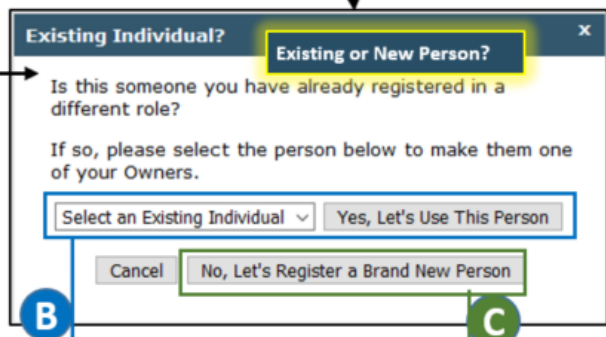 Existing Individual?
x
Existing or New Person?
Is this someone you have already registered in a
different role?
If so, please select the person below to make them one
of your Owners.
Select an Existing Individual
Yes, Let's Use This Person
Cancel
No, Let's Register a Brand New Person
B
C